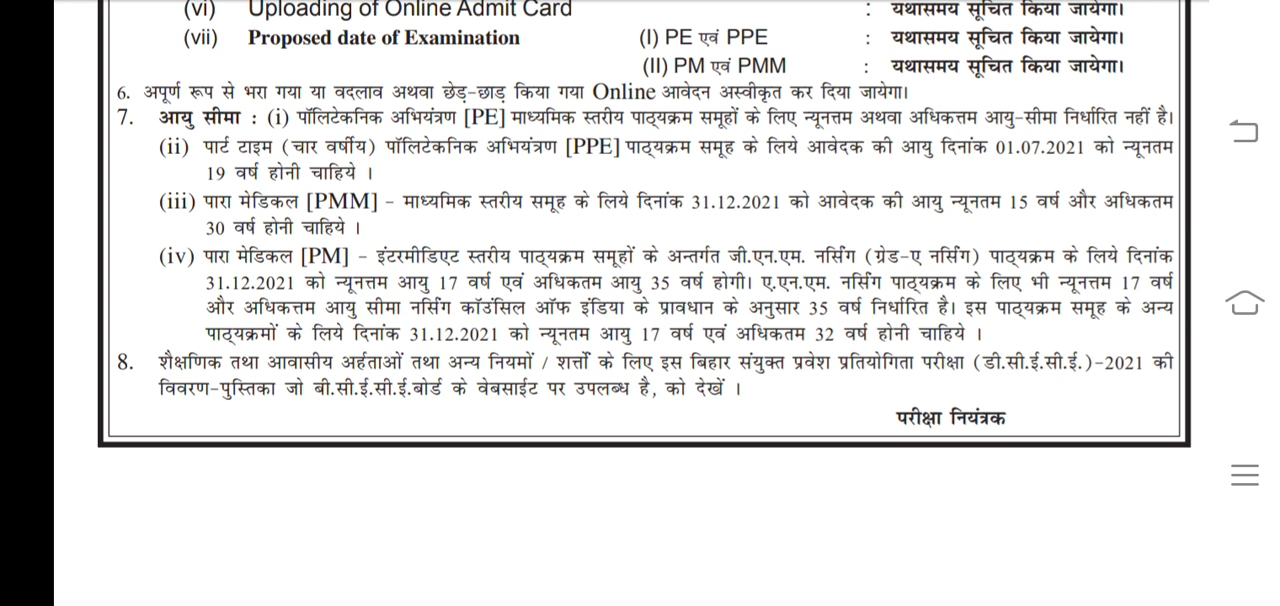 (vi) Uploading of Online Admit Card : यथासमय सूचित किया जायेगा।
(vii) Proposed date of Examination (I) PE एवं PPE : यथासमय सूचित किया जायेगा।
(II) PM एवं PMM : यथासमय सूचित किया जायेगा।
6. अपूर्ण रूप से भरा गया या वदलाव अथवा छेड़-छाड़ किया गया Online आवेदन अस्वीकृत कर दिया जायेगा।
7. आयु सीमा : (i) पॉलिटेकनिक अभियंत्रण [PE] माध्यमिक स्तरीय पाठ्यक्रम समूहों के लिए न्यूनत्तम अथवा अधिकत्तम आयु-सीमा निर्धारित नहीं है।
(ii) पार्ट टाइम (चार वर्षीय) पॉलिटेकनिक अभियंत्रण [PPE] पाठ्यक्रम समूह के लिये आवेदक की आयु दिनांक 01.07.2021 को न्यूनतम
19 वर्ष होनी चाहिये ।
(iii) पारा मेडिकल [PMM] - माध्यमिक स्तरीय समूह के लिये दिनांक 31.12.2021 को आवेदक की आयु न्यूनतम 15 वर्ष और अधिकतम
30 वर्ष होनी चाहिये ।
(iv) पारा मेडिकल [PM] - इंटरमीडिएट स्तरीय पाठ्यक्रम समूहों के अन्तर्गत जी.एन.एम. नर्सिंग (ग्रेड-ए नर्सिंग) पाठ्यक्रम के लिये दिनांक
31.12.2021 को न्यूनत्तम आयु 17 वर्ष एवं अधिकतम आयु 35 वर्ष होगी। ए.एन.एम. नर्सिंग पाठ्यक्रम के लिए भी न्यूनत्तम 17 वर्ष
और अधिकत्तम आयु सीमा नर्सिंग कॉउंसिल ऑफ इंडिया के प्रावधान के अनुसार 35 वर्ष निर्धारित है। इस पाठ्यक्रम समूह के अन्य
पाठ्यक्रमों के लिये दिनांक 31.12.2021 को न्यूनतम आयु 17 वर्ष एवं अधिकतम 32 वर्ष होनी चाहिये ।
8. शैक्षणिक तथा आवासीय अर्हताओं तथा अन्य नियमों / शर्त्तो के लिए इस बिहार संयुक्त प्रवेश प्रतियोगिता परीक्षा (डी.सी.ई.सी.ई.)-2021 की
विवरण-पुस्तिका जो बी.सी.ई.सी.ई.बोर्ड के वेबसाईट पर उपलब्ध है, को देखें ।
परीक्षा नियंत्रक